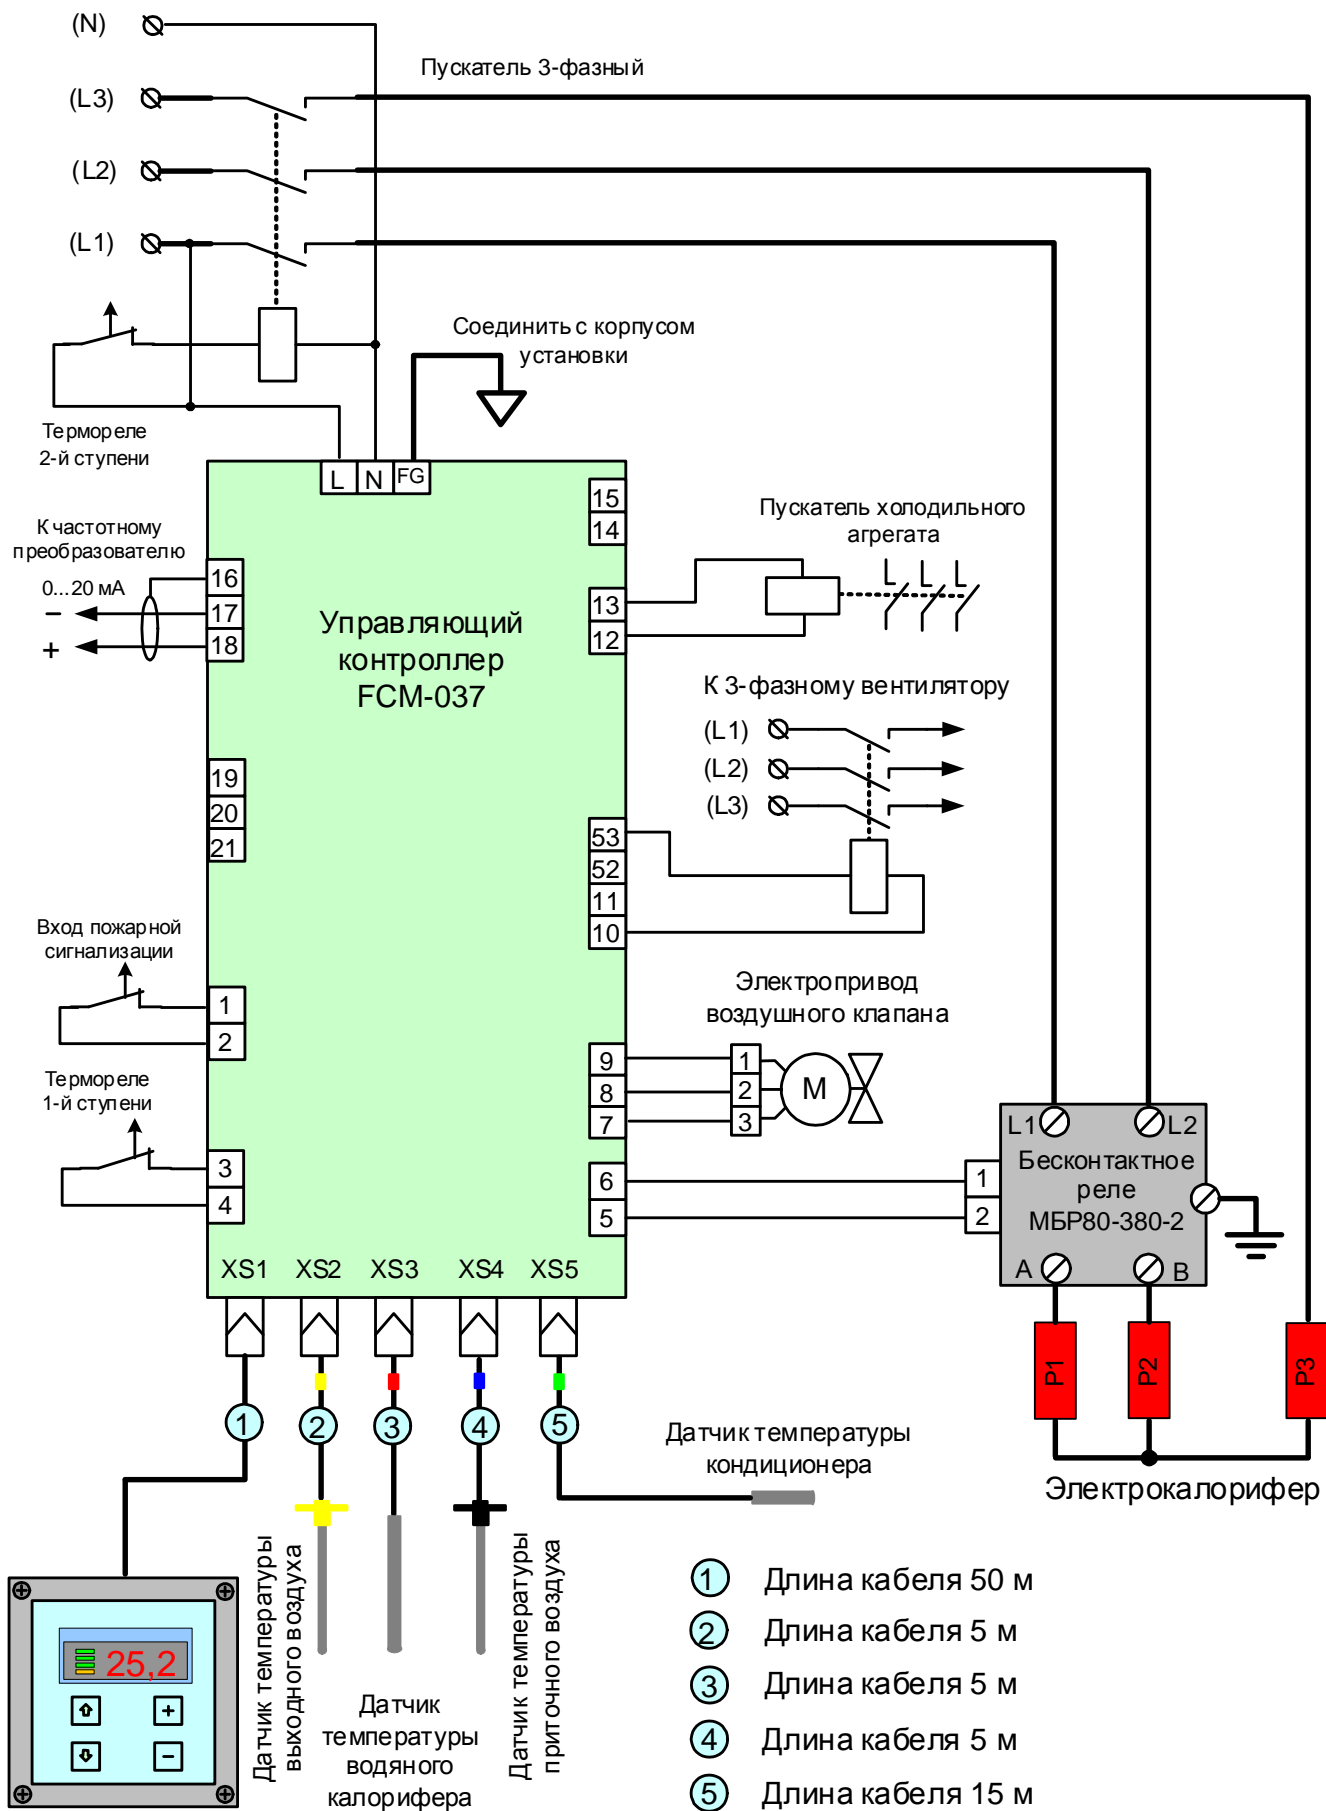 (N)
Пускатель 3-фазный
(L3)
(L2)
(L1)
Соединить с корпусом
установки
Термореле
2-й ступени
L N FG
15
14
К частотному
преобразователю
0...20 мА
16
17
18
−
+
Управляющий
контроллер
FCM-037
Пускатель холодильного
агрегата
13
12
К 3-фазному вентилятору
(L1)
(L2)
(L3)
19
20
21
53
52
11
10
Вход пожарной
сигнализации
1
2
Электропривод
воздушного клапана
9
8
7
1
2
3
M
Термореле
1-й ступени
3
4
6
5
1
2
L1 L2
Бесконтактное
реле
МБР80-380-2
A B
XS1 XS2 XS3 XS4 XS5
P1 P2 P3
1 2 3 4 5
Датчик температуры
кондиционера
Электрокалорифер
Датчик температуры
выходного воздуха
Датчик
температуры
водяного
калорифера
Датчик температуры
приточного воздуха
25,2
+
−
1 Длина кабеля 50 м
2 Длина кабеля 5 м
3 Длина кабеля 5 м
4 Длина кабеля 5 м
5 Длина кабеля 15 м